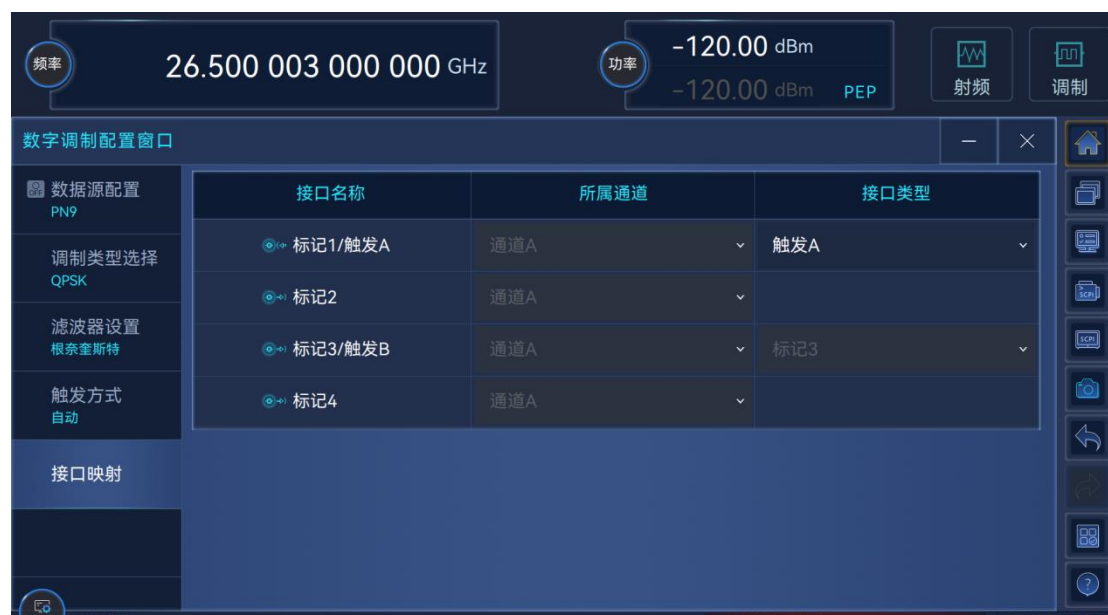 频率
26.500 003 000 000 GHz
功率
-120.00 dBm
-120.00 dBm PEP
射频
调制
数字调制配置窗口
OFF 数据源配置
PN9
调制类型选择
QPSK
滤波器设置
根奈奎斯特
触发方式
自动
接口映射
接口名称 所属通道 接口类型
标记1/触发A 通道A 触发A
标记2 通道A
标记3/触发B 通道A 标记3
标记4 通道A
SCPI
SCPI
?